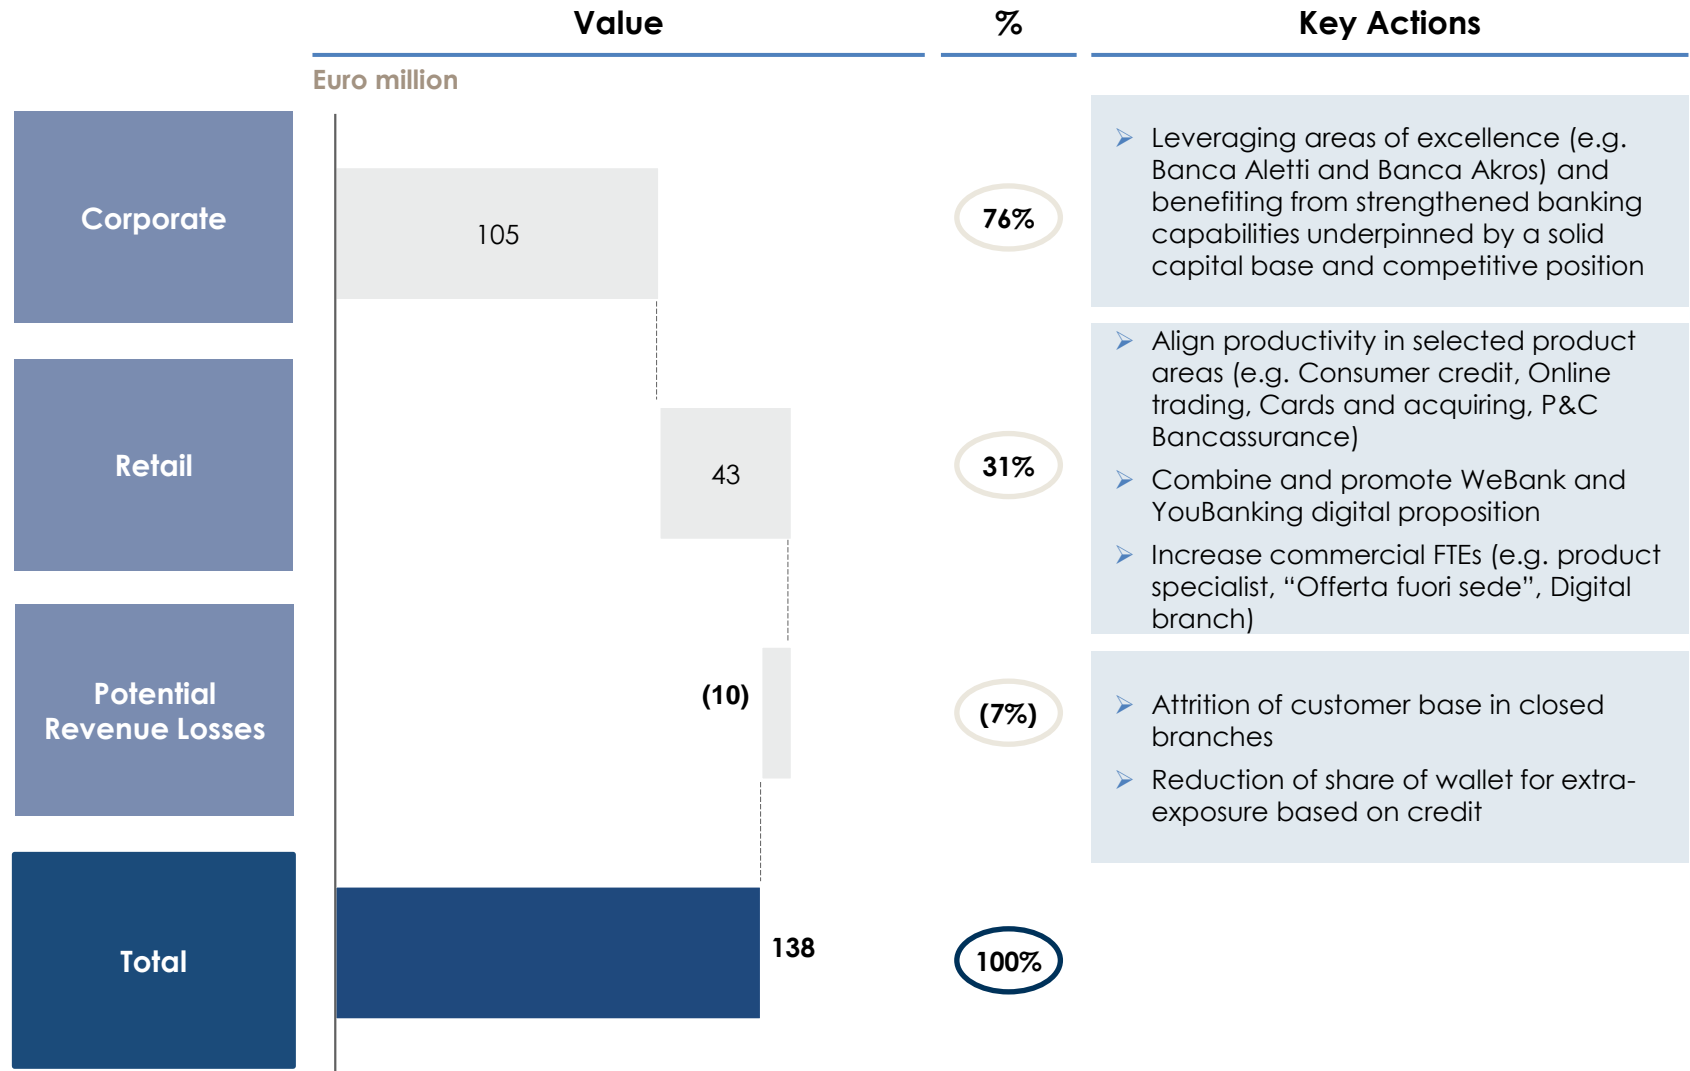 Value
%
Key Actions
Euro million
Corporate
105
76%
➢ Leveraging areas of excellence (e.g.
Banca Aletti and Banca Akros) and
benefiting from strengthened banking
capabilities underpinned by a solid
capital base and competitive position
Retail
43
31%
➢ Align productivity in selected product
areas (e.g. Consumer credit, Online
trading, Cards and acquiring, P&C
Bancassurance)
➢ Combine and promote WeBank and
YouBanking digital proposition
➢ Increase commercial FTEs (e.g. product
specialist, “Offerta fuori sede”, Digital
branch)
Potential
Revenue Losses
(10)
(7%)
➢ Attrition of customer base in closed
branches
➢ Reduction of share of wallet for extra-
exposure based on credit
Total
138
100%